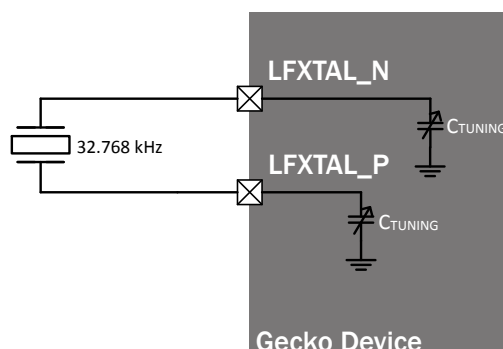 LFXTAL_N
CTUNING
32.768 kHz
LFXTAL_P
CTUNING
Gecko Device